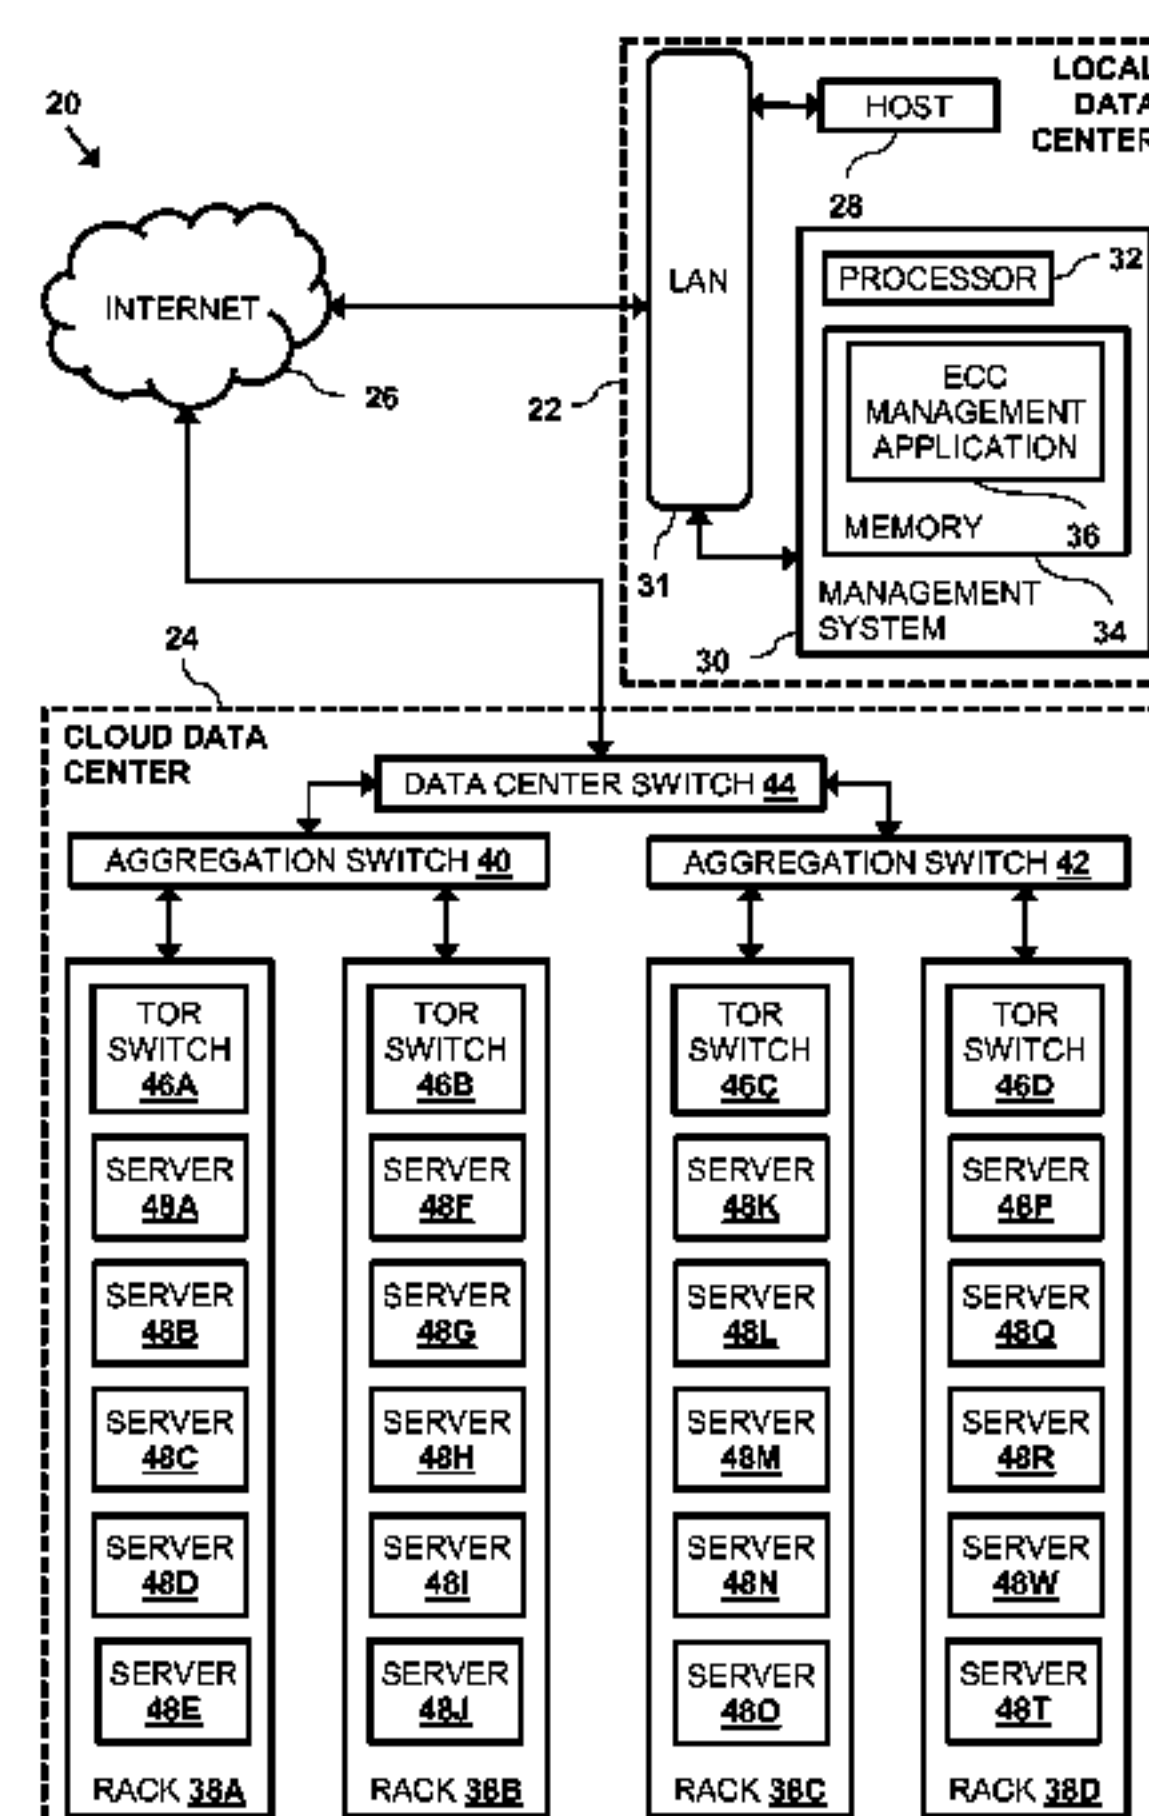 20
LOCAL
DATA
CENTER
HOST
28
LAN
PROCESSOR
32
INTERNET
26
22
ECC
MANAGEMENT
APPLICATION
MEMORY
36
31
MANAGEMENT
SYSTEM
34
30
24
CLOUD DATA
CENTER
DATA CENTER SWITCH 44
AGGREGATION SWITCH 40
AGGREGATION SWITCH 42
TOR
SWITCH
46A
SERVER
48A
SERVER
48B
SERVER
48C
SERVER
48D
SERVER
48E
RACK 38A
TOR
SWITCH
46B
SERVER
48F
SERVER
48G
SERVER
48H
SERVER
48I
SERVER
48J
RACK 38B
TOR
SWITCH
46C
SERVER
48K
SERVER
48L
SERVER
48M
SERVER
48N
SERVER
48O
RACK 38C
TOR
SWITCH
46D
SERVER
48P
SERVER
48Q
SERVER
48R
SERVER
48W
SERVER
48T
RACK 38D